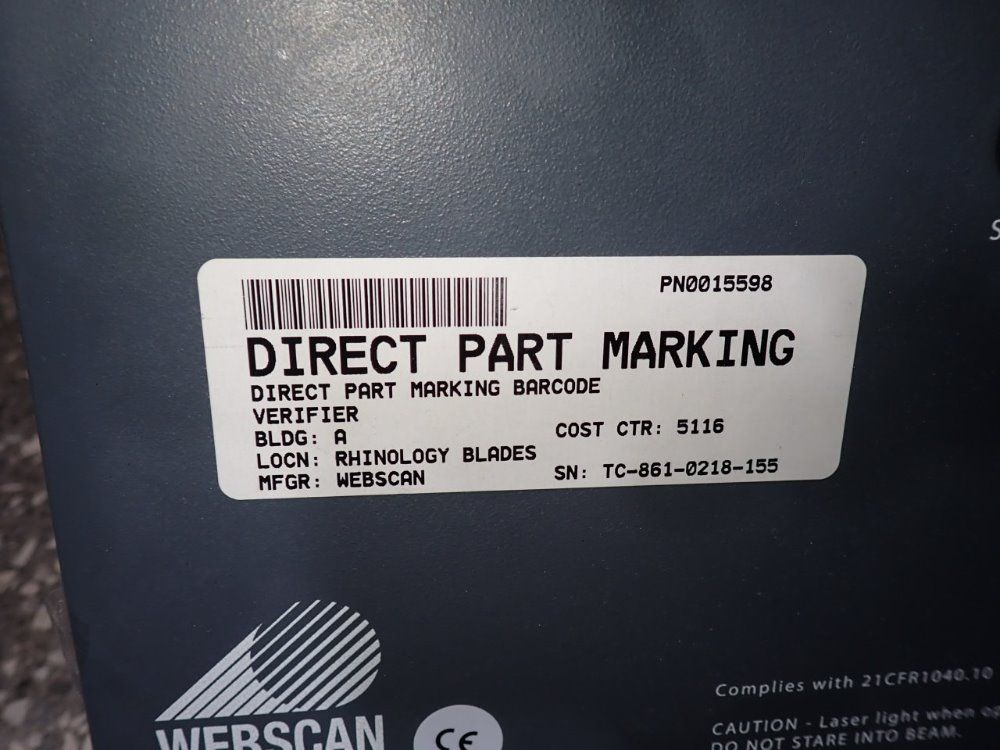 PN0015598
DIRECT PART MARKING
DIRECT PART MARKING BARCODE
VERIFIER
BLDG: A
COST CTR: 5116
LOCN: RHINOLOGY BLADES
MFGR: WEBSCAN
SN: TC-861-0218-155
WEBSCAN
CE
Complies with 21CFR1040.10
CAUTION - Laser light when
DO NOT STARE INTO BEAM.